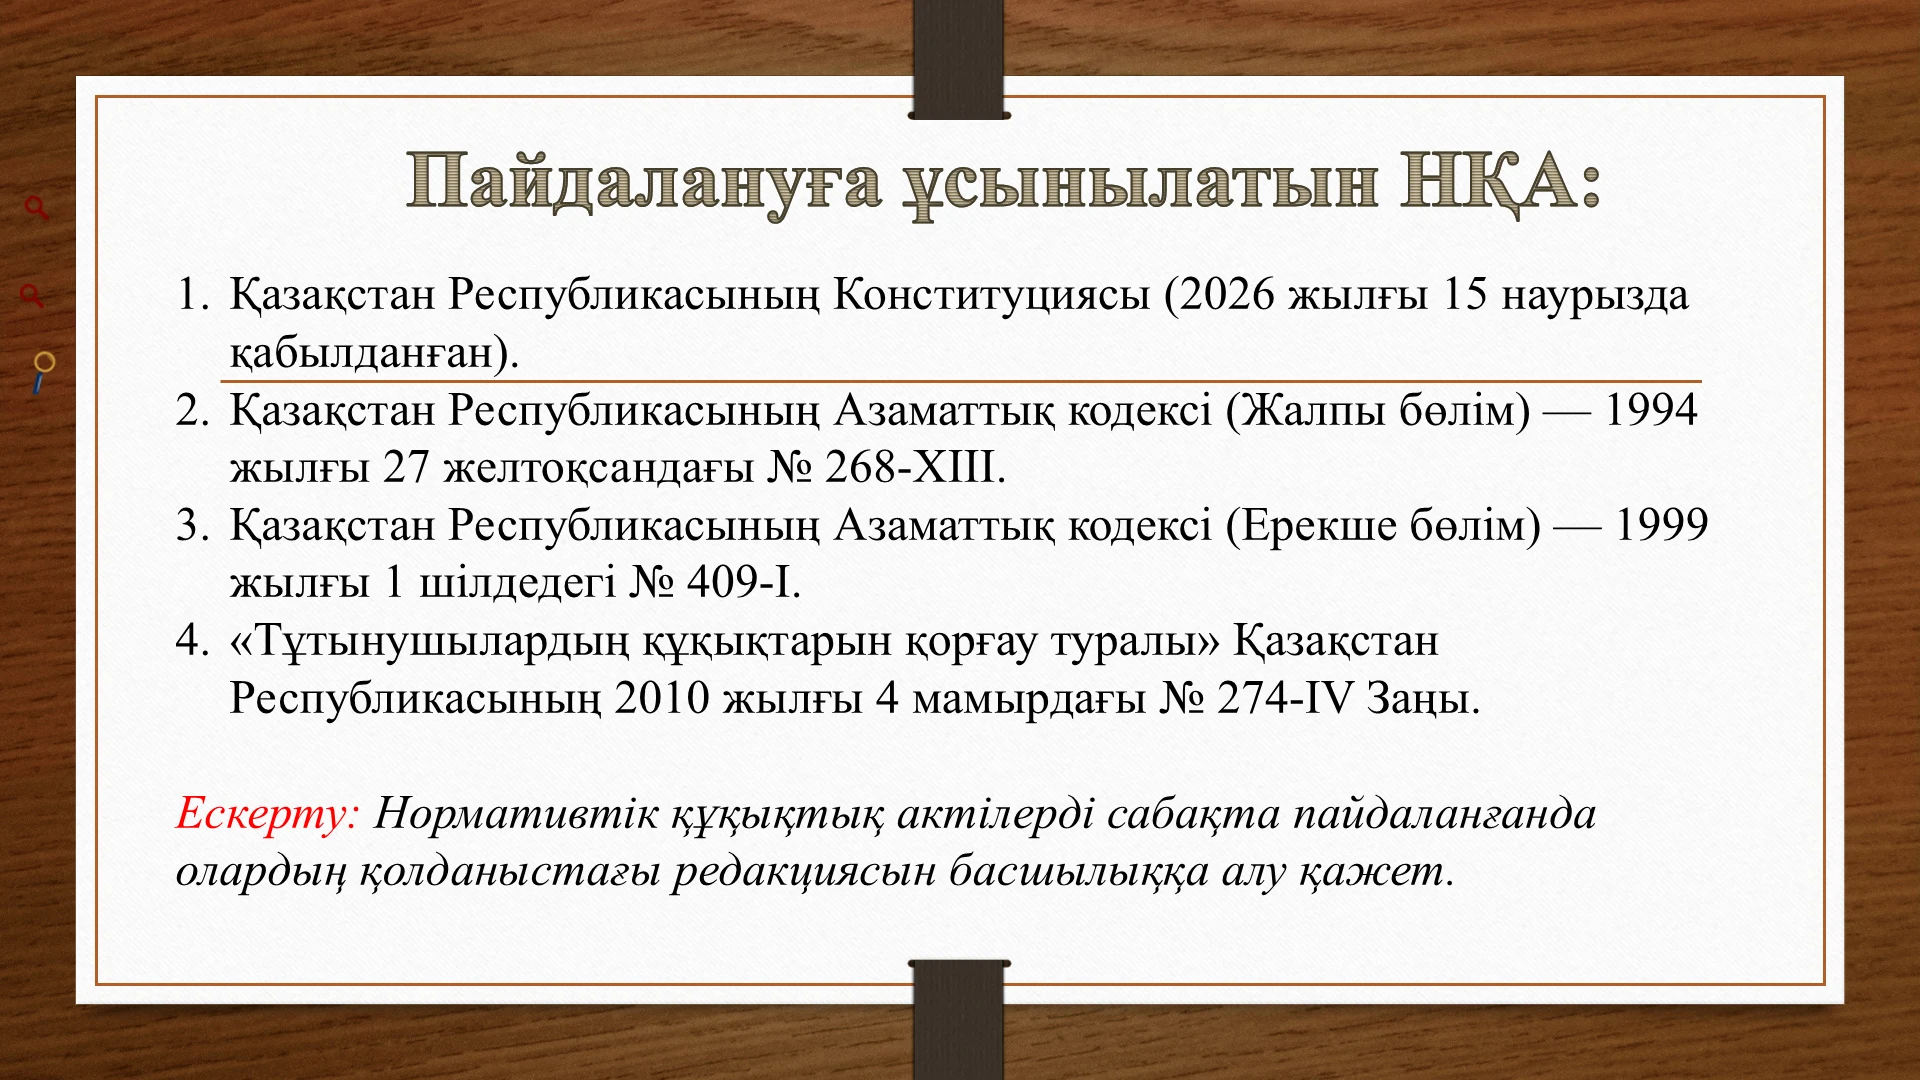 Пайдалануға ұсынылатын НҚА:
1. Қазақстан Республикасының Конституциясы (2026 жылғы 15 наурызда
қабылданған).
2. Қазақстан Республикасының Азаматтық кодексі (Жалпы бөлім) — 1994
жылғы 27 желтоқсандағы № 268-XIII.
3. Қазақстан Республикасының Азаматтық кодексі (Ерекше бөлім) — 1999
жылғы 1 шілдедегі № 409-I.
4. «Тұтынушылардың құқықтарын қорғау туралы» Қазақстан
Республикасының 2010 жылғы 4 мамырдағы № 274-IV Заңы.
Ескерту: Нормативтік құқықтық актілерді сабақта пайдаланғанда
олардың қолданыстағы редакциясын басшылыққа алу қажет.